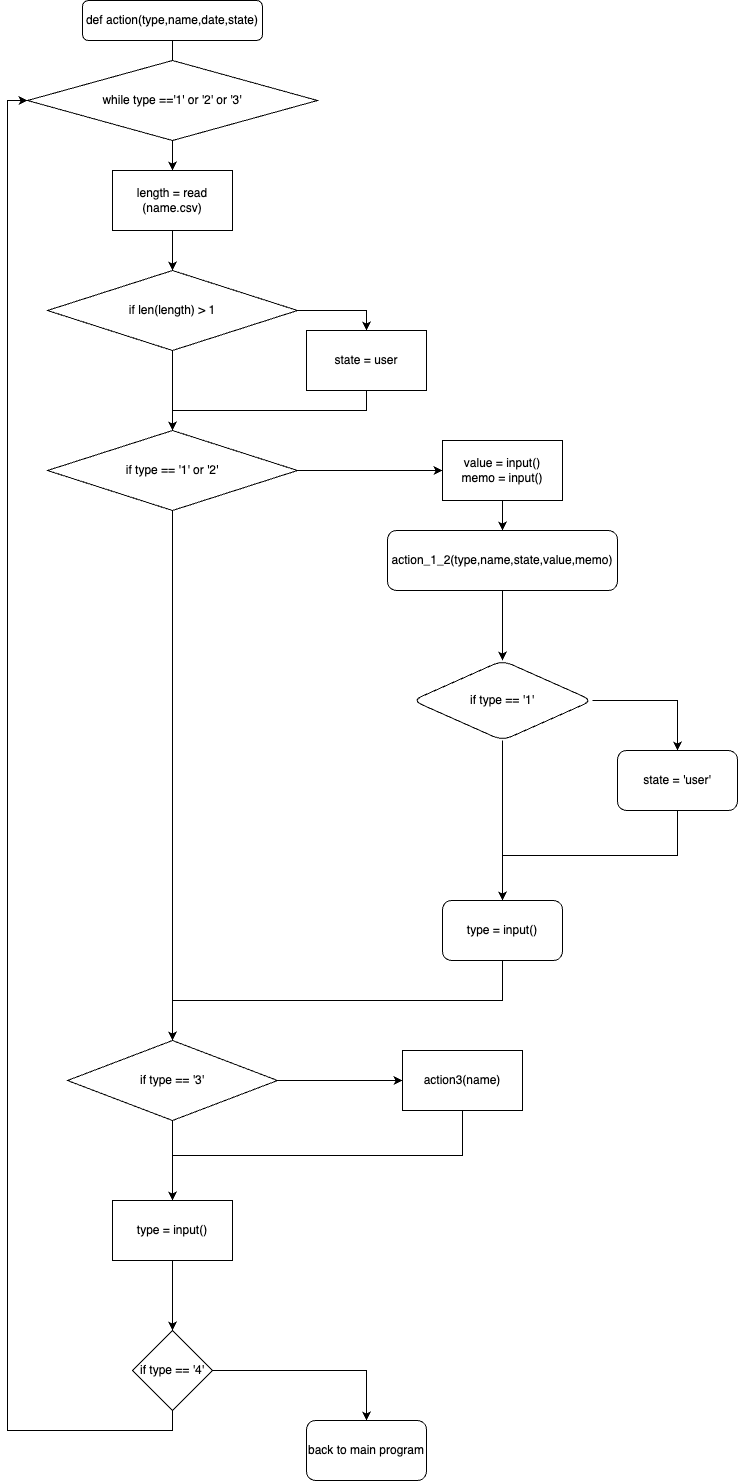 def action(type,name,date,state)
while type =='1' or '2' or '3'
length = read
(name.csv)
if len(length) > 1
state = user
if type == '1' or '2'
value = input()
memo = input()
action_1_2(type,name,state,value,memo)
if type == '1'
state = 'user'
type = input()
if type == '3'
action3(name)
type = input()
if type == '4'
back to main program